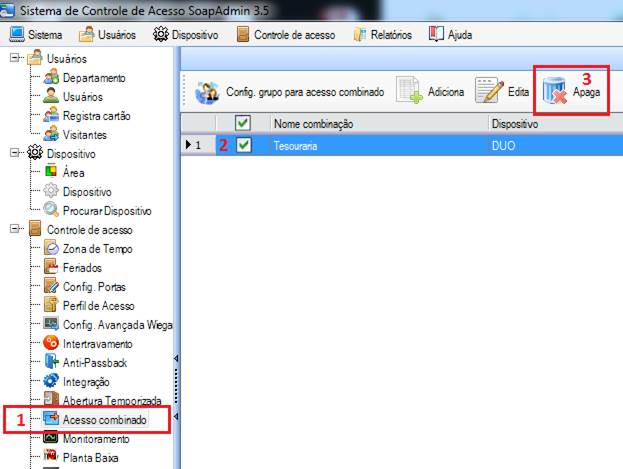 Sistema de Controle de Acesso SoapAdmin 3.5
Sistema Usuários Dispositivo Controle de acesso Relatórios Ajuda
Usuários
Departamento
Usuários
Registra cartão
Visitantes
Dispositivo
Área
Dispositivo
Procurar Dispositivo
Controle de acesso
Zona de Tempo
Feriados
Config. Portas
Perfil de Acesso
Config. Avançada Wiega
Intertravamento
Anti-Passback
Integração
Abertura Temporizada
1 Acesso combinado
Monitoramento
Planta Baixa
Config. grupo para acesso combinado Adiciona Edita Apaga 3
Nome combinação Dispositivo
1 2 Tesouraria DUO